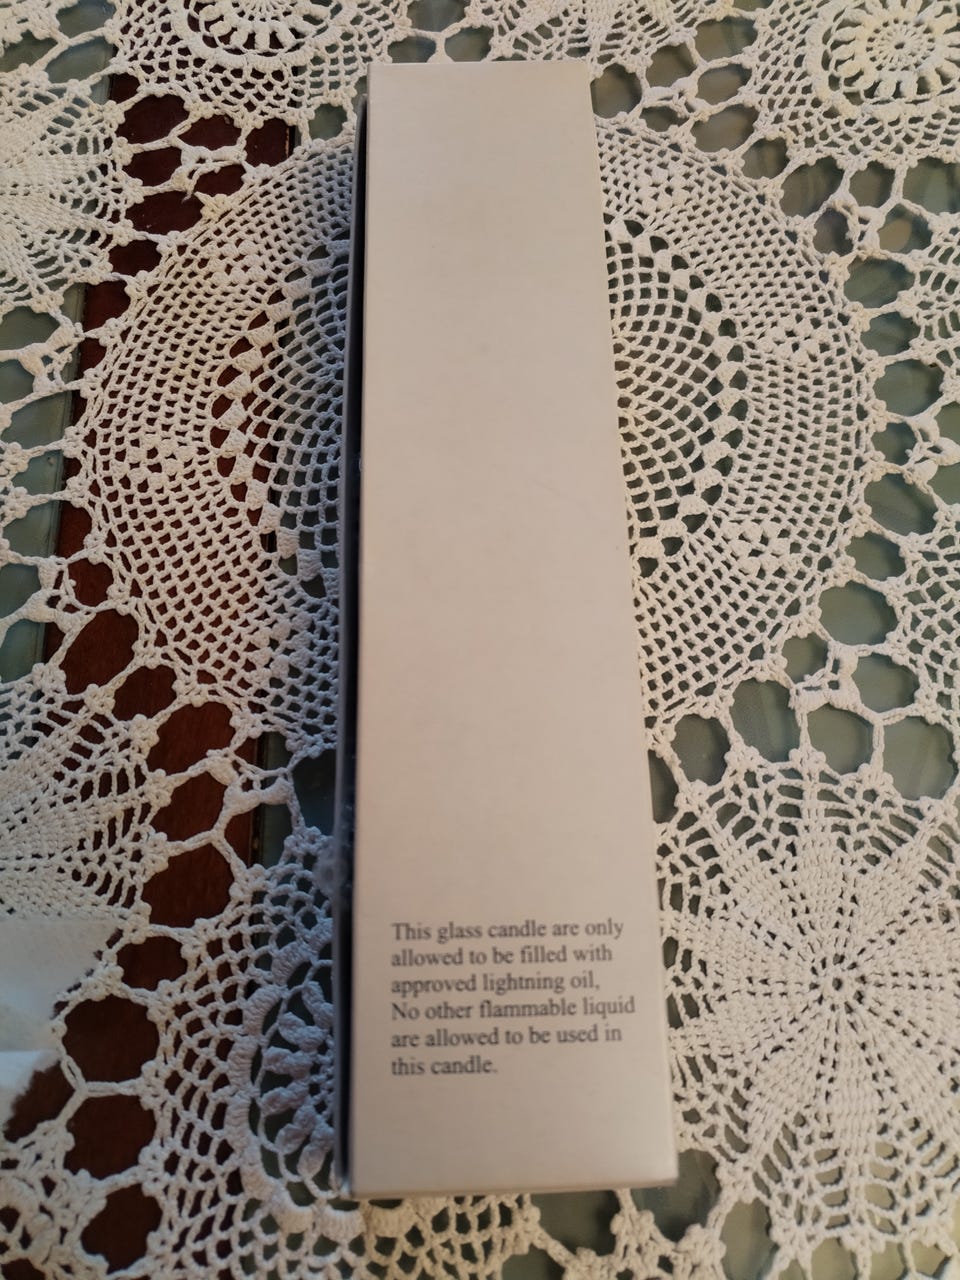 This glass candle are only
allowed to be filled with
approved lightning oil,
No other flammable liquid
are allowed to be used in
this candle.